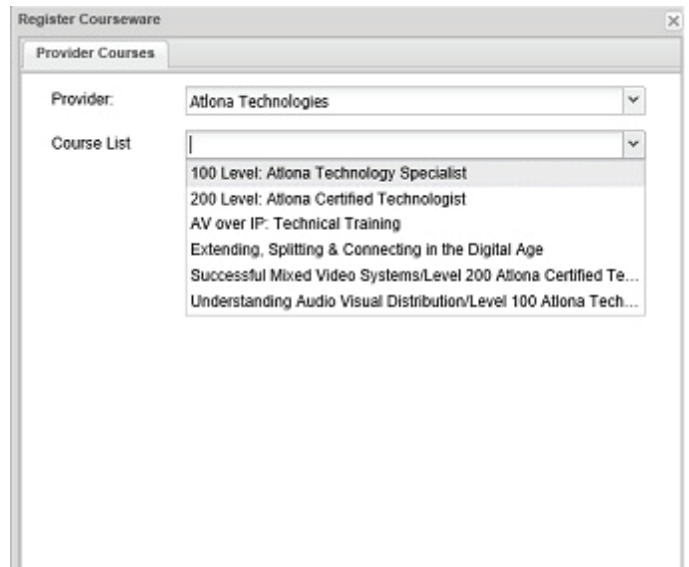 Register Courseware
Provider Courses
Provider: Atlona Technologies
Course List
100 Level: Atlona Technology Specialist
200 Level: Atlona Certified Technologist
AV over IP: Technical Training
Extending, Splitting & Connecting in the Digital Age
Successful Mixed Video Systems/Level 200 Atlona Certified Te...
Understanding Audio Visual Distribution/Level 100 Atlona Tech...